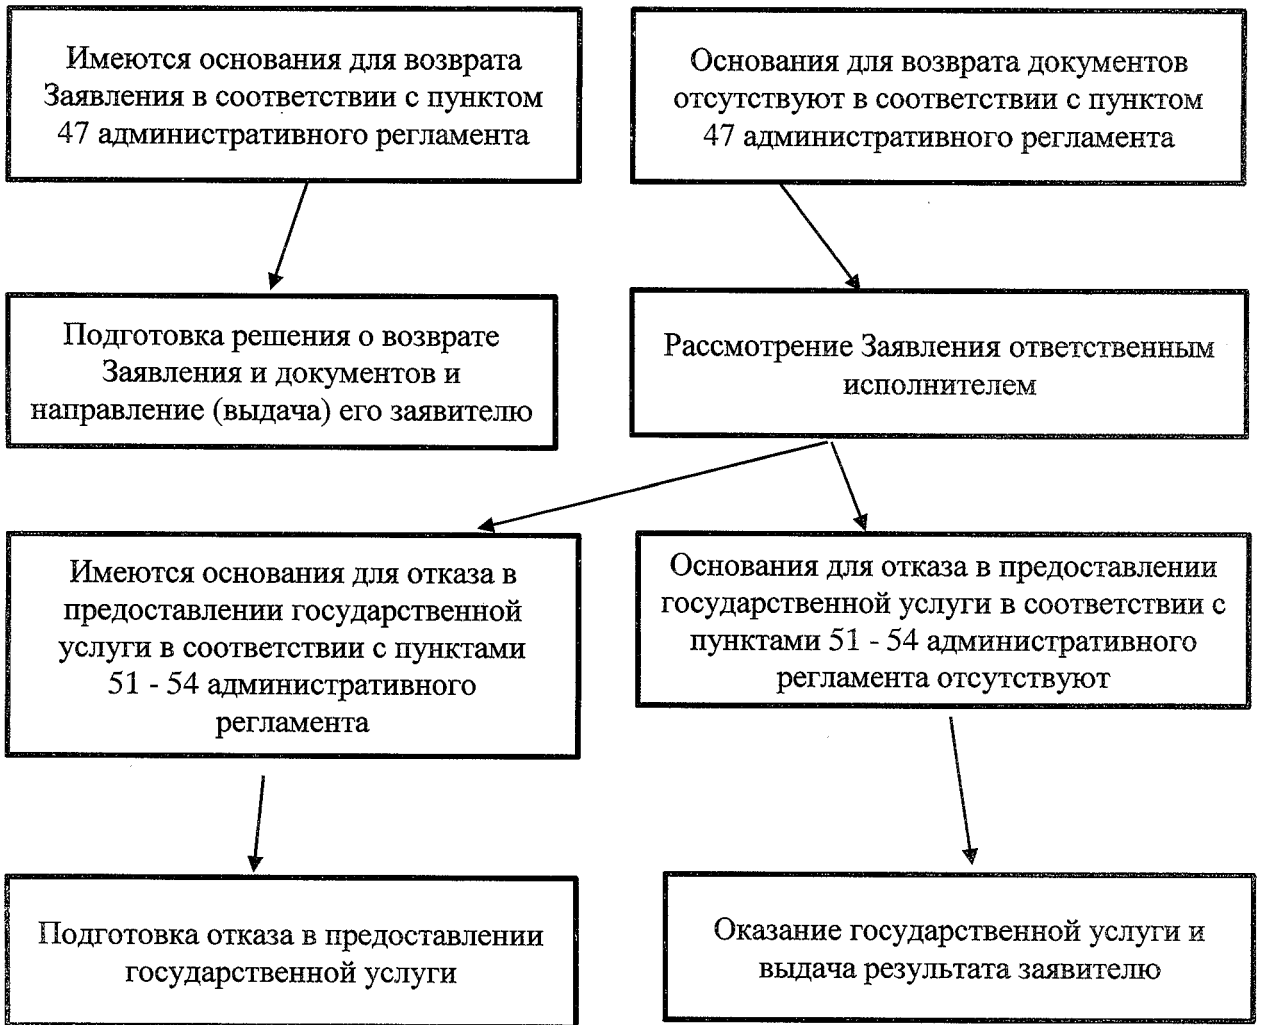 Имеются основания для возврата
Заявления в соответствии с пунктом
47 административного регламента
Основания для возврата документов
отсутствуют в соответствии с пунктом
47 административного регламента
Подготовка решения о возврате
Заявления и документов и
направление (выдача) его заявителю
Рассмотрение Заявления ответственным
исполнителем
Имеются основания для отказа в
предоставлении государственной
услуги в соответствии с пунктами
51 - 54 административного
регламента
Основания для отказа в предоставлении
государственной услуги в соответствии с
пунктами 51 - 54 административного
регламента отсутствуют
Подготовка отказа в предоставлении
государственной услуги
Оказание государственной услуги и
выдача результата заявителю